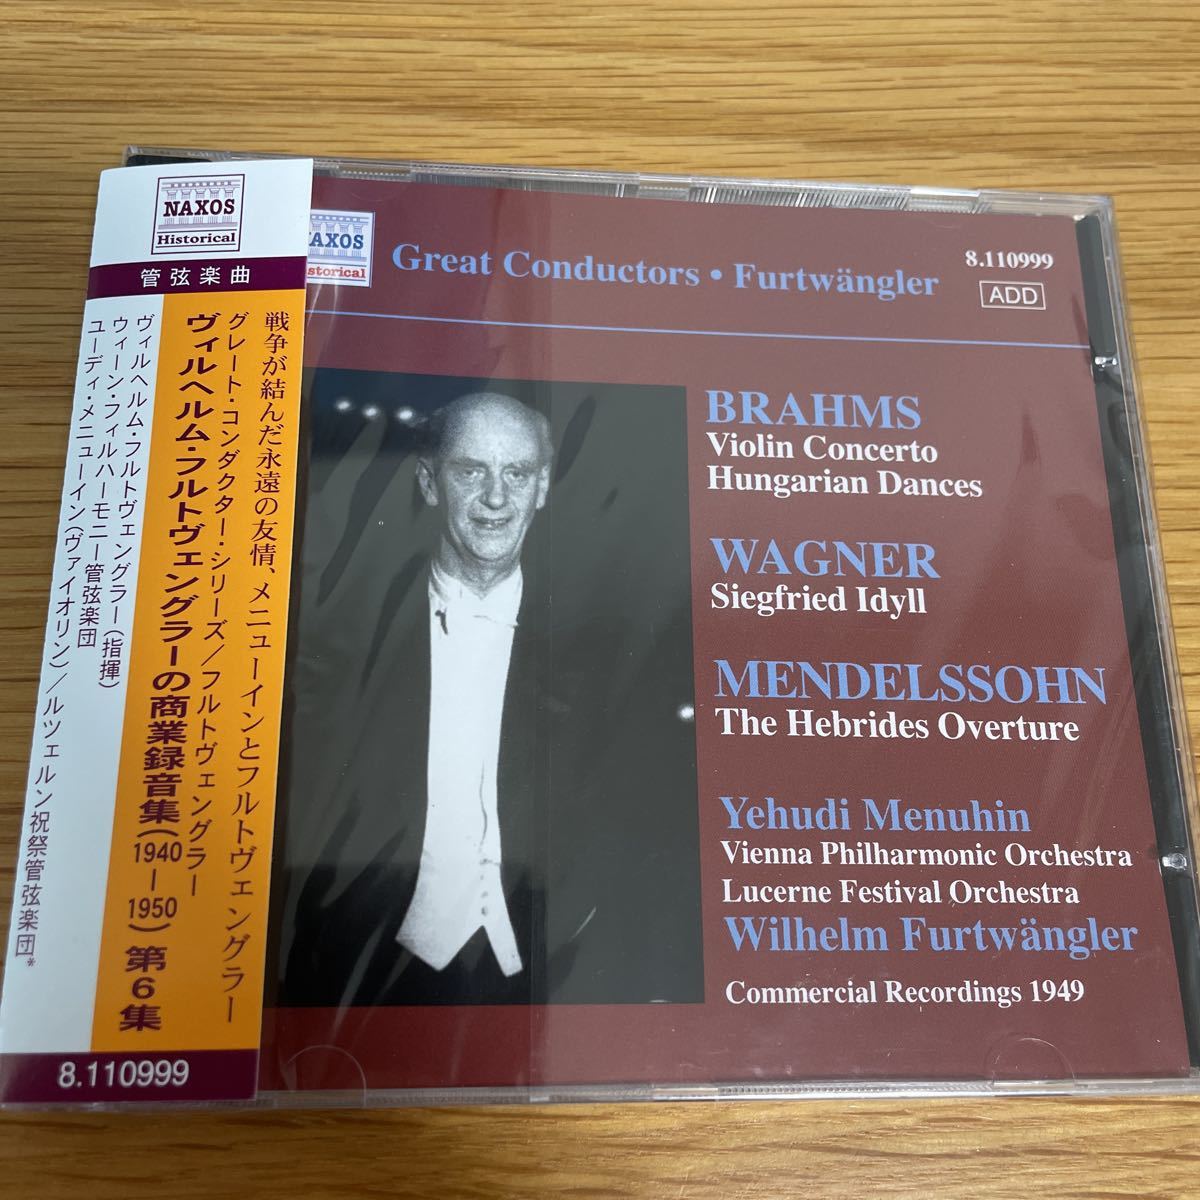 NAXOS
Historical
管弦楽曲
戦争が結んだ永遠の友情、メニューインとフルトヴェングラー
グレート・コンダクター・シリーズ/フルトヴェングラー
ヴィルヘルム・フルトヴェングラーの商業録音集(1940-1950) 第6集
ヴィルヘルム・フルトヴェングラー(指揮)
ウィーン・フィルハーモニー管弦楽団
ユーディ・メニューイン(ヴァイオリン)/ルツェルン祝祭管弦楽団*
8.110999
AXOS
storical
Great Conductors • Furtwängler
8.110999
ADD
BRAHMS
Violin Concerto
Hungarian Dances
WAGNER
Siegfried Idyll
MENDELSSOHN
The Hebrides Overture
Yehudi Menuhin
Vienna Philharmonic Orchestra
Lucerne Festival Orchestra
Wilhelm Furtwängler
Commercial Recordings 1949